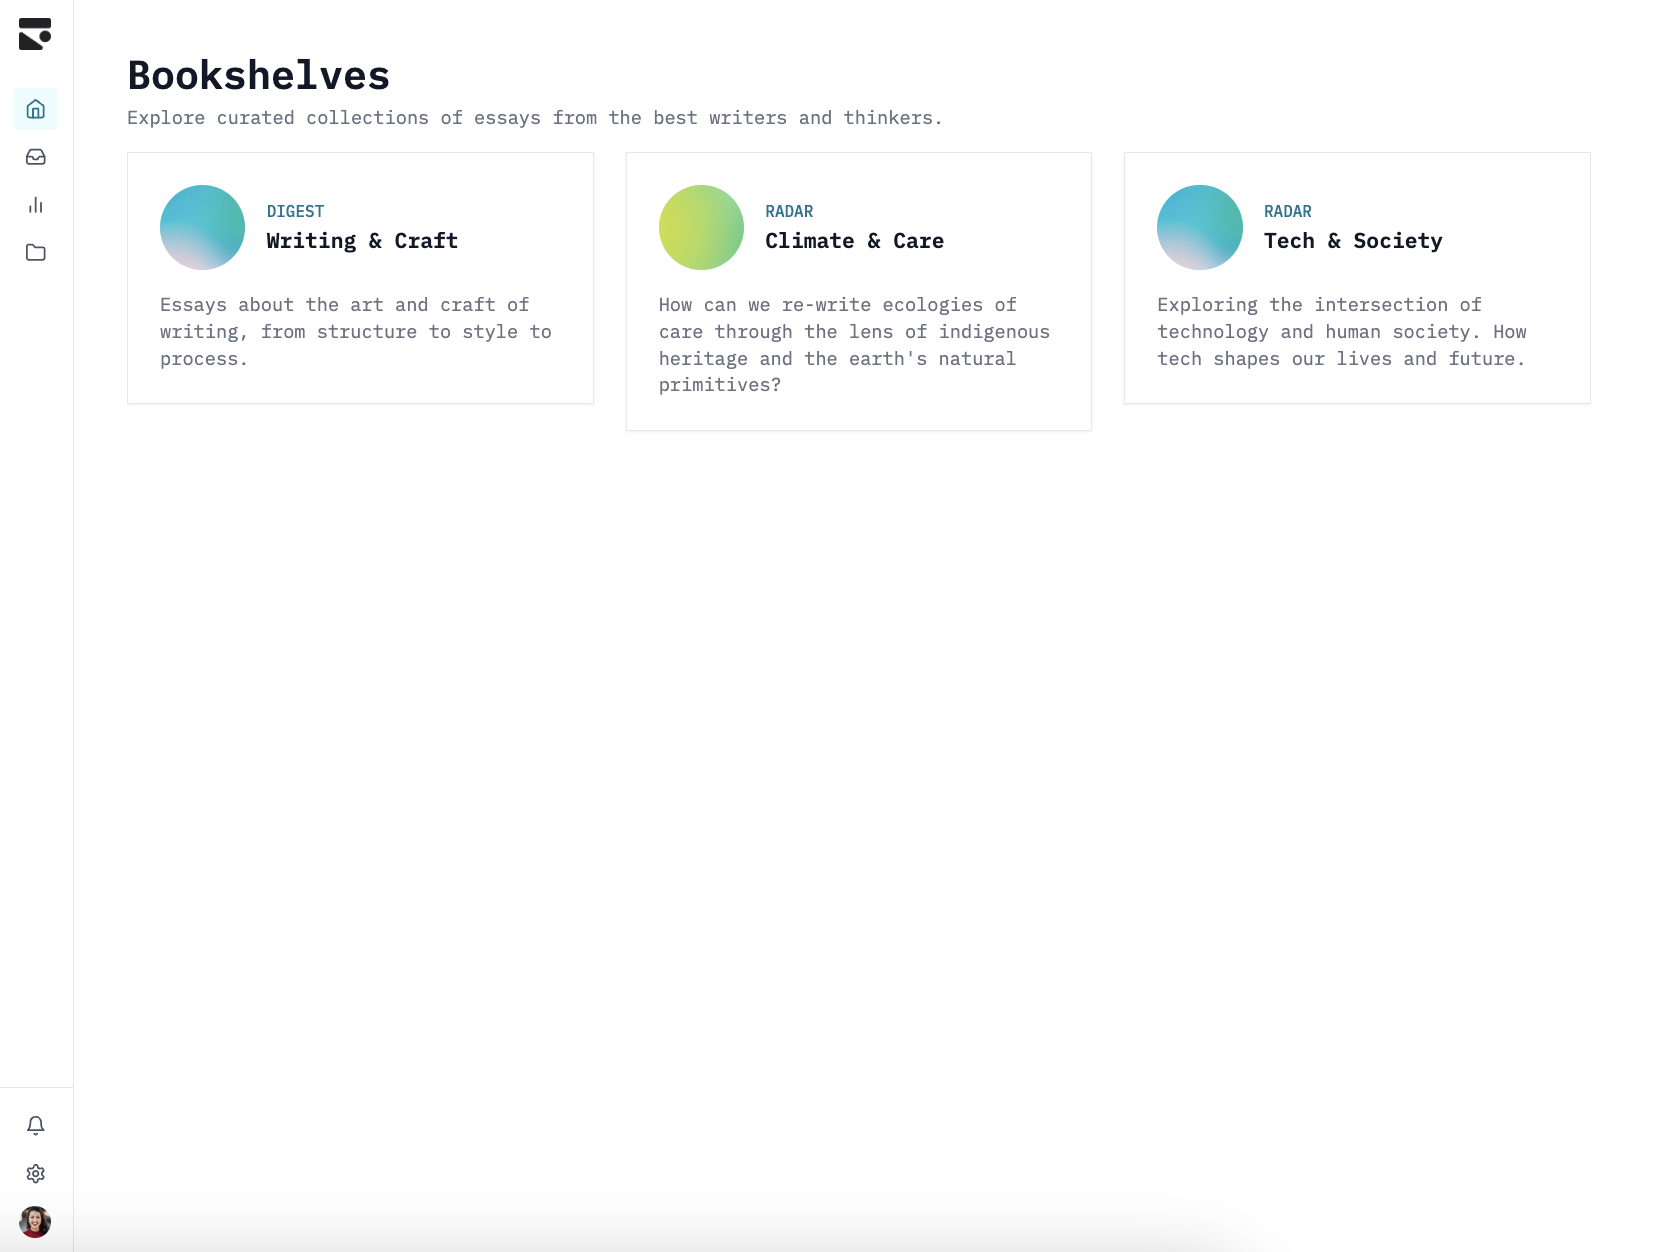 Bookshelves
Explore curated collections of essays from the best writers and thinkers.
DIGEST
Writing & Craft
Essays about the art and craft of
writing, from structure to style to
process.
RADAR
Climate & Care
How can we re-write ecologies of
care through the lens of indigenous
heritage and the earth's natural
primitives?
RADAR
Tech & Society
Exploring the intersection of
technology and human society. How
tech shapes our lives and future.